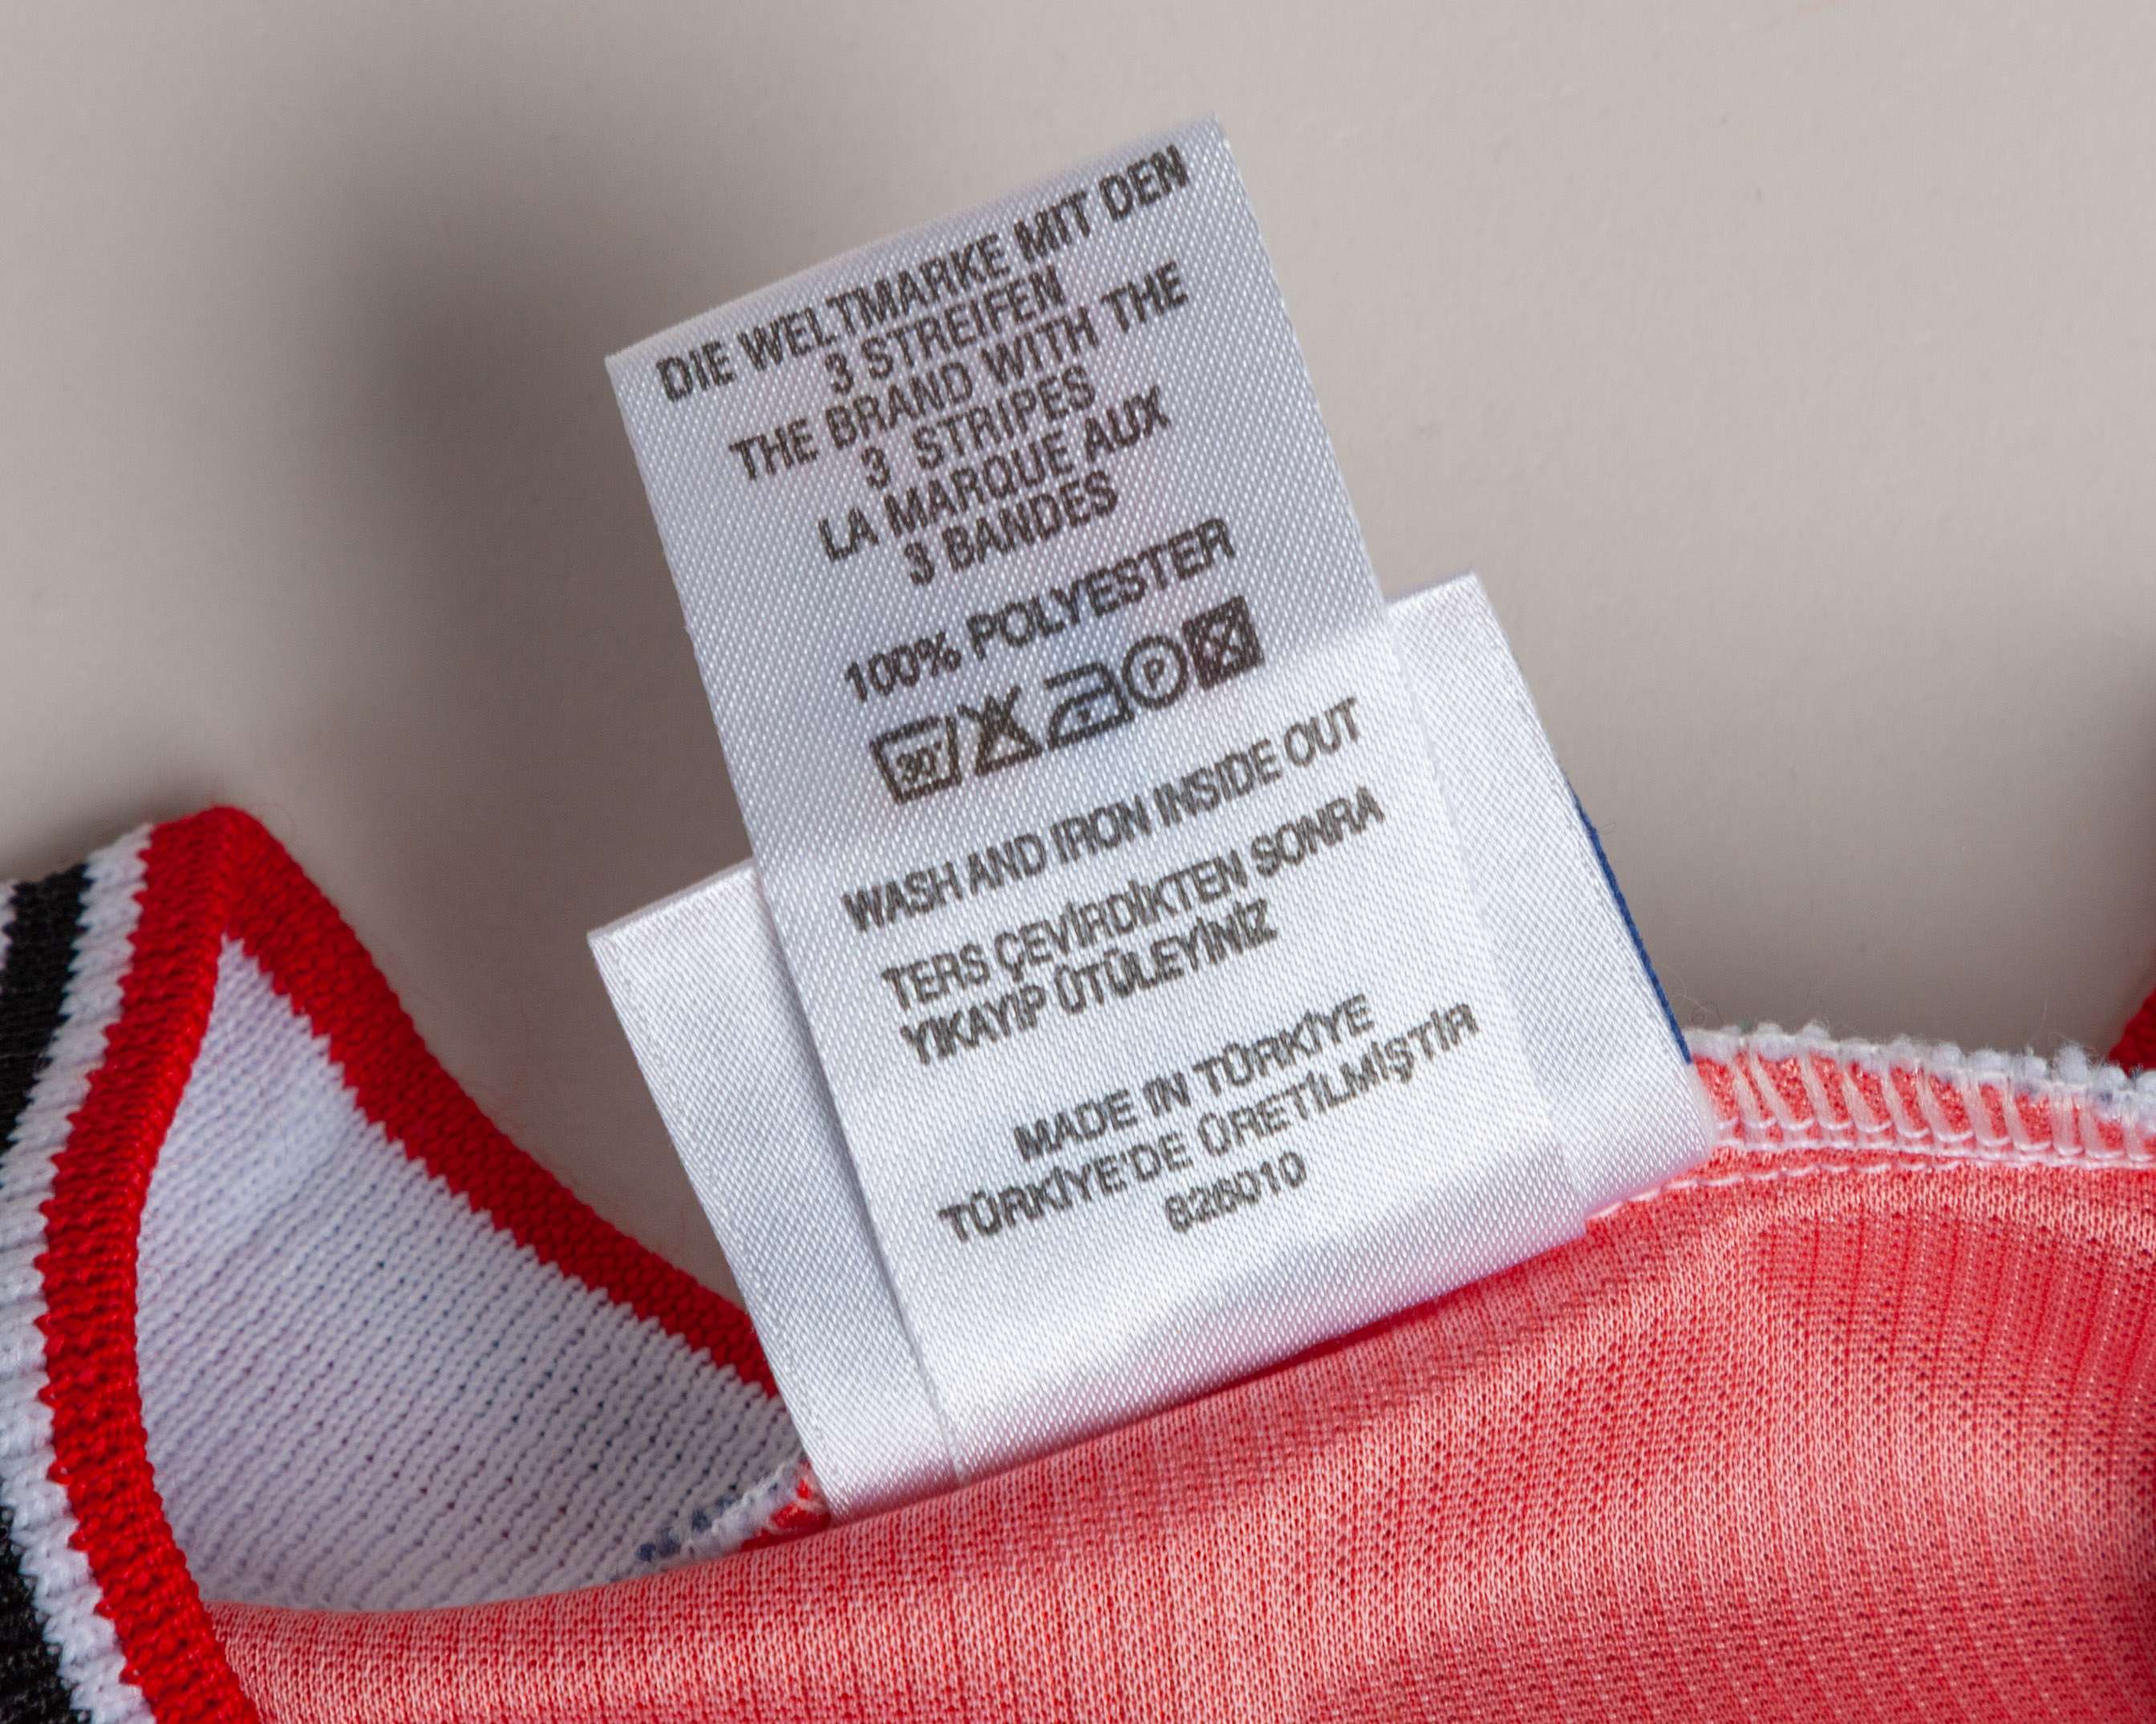 DIE WELTMARKE MIT DEN
3 STREIFEN
THE BRAND WITH THE
3 STRIPES
LA MARQUE AUX
3 BANDES
100% POLYESTER
30° P
WASH AND IRON INSIDE OUT
TERS ÇEVİRDİKTEN SONRA
YIKAYIP ÜTÜLEYİNİZ
MADE IN TÜRKİYE
TÜRKİYE'DE ÜRETİLMİŞTİR
826010